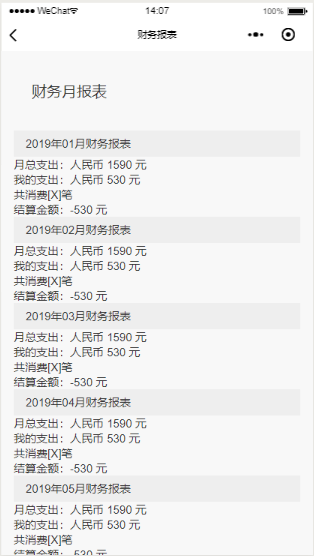 ●●●●● WeChat 14:07 100%
财务报表
财务月报表
2019年01月财务报表
月总支出：人民币 1590 元
我的支出：人民币 530 元
共消费[X]笔
结算金额：-530 元
2019年02月财务报表
月总支出：人民币 1590 元
我的支出：人民币 530 元
共消费[X]笔
结算金额：-530 元
2019年03月财务报表
月总支出：人民币 1590 元
我的支出：人民币 530 元
共消费[X]笔
结算金额：-530 元
2019年04月财务报表
月总支出：人民币 1590 元
我的支出：人民币 530 元
共消费[X]笔
结算金额：-530 元
2019年05月财务报表
月总支出：人民币 1590 元
我的支出：人民币 530 元
共消费[X]笔
结算金额：-530 元